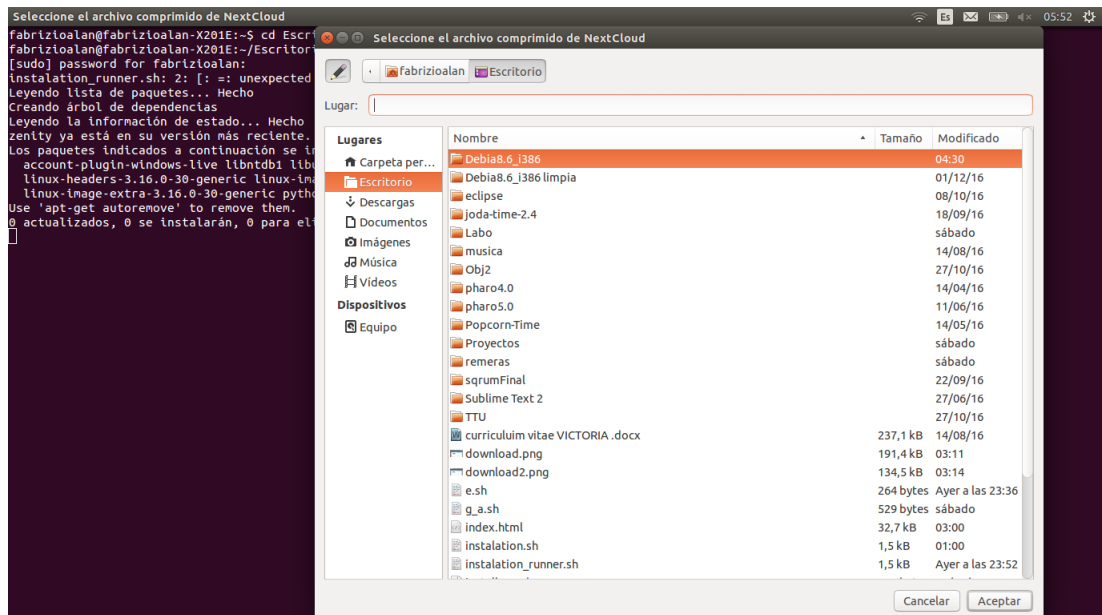 Seleccione el archivo comprimido de NextCloud
Es 05:52
fabrizioalan@fabrizioalan-X201E:~$ cd Escri
fabrizioalan@fabrizioalan-X201E:~/Escritori
[sudo] password for fabrizioalan:
instalation_runner.sh: 2: [: =: unexpected
Leyendo lista de paquetes... Hecho
Creando árbol de dependencias
Leyendo la información de estado... Hecho
zenity ya está en su versión más reciente.
Los paquetes indicados a continuación se in
account-plugin-windows-live libntdb1 libu
linux-headers-3.16.0-30-generic linux-ima
linux-image-extra-3.16.0-30-generic pytho
Use 'apt-get autoremove' to remove them.
0 actualizados, 0 se instalarán, 0 para eli
Seleccione el archivo comprimido de NextCloud
fabrizioalan Escritorio
Lugar:
Lugares
Carpeta per...
Escritorio
Descargas
Documentos
Imágenes
Música
Vídeos
Dispositivos
Equipo
Nombre Tamaño Modificado
Debia8.6_i386 04:30
Debia8.6_i386 limpia 01/12/16
eclipse 08/10/16
joda-time-2.4 18/09/16
Labo sábado
musica 14/08/16
Obj2 27/10/16
pharo4.0 14/04/16
pharo5.0 11/06/16
Popcorn-Time 14/05/16
Proyectos sábado
remeras sábado
sqrumFinal 22/09/16
Sublime Text 2 27/06/16
TTU 27/10/16
curriculuim vitae VICTORIA .docx 237,1 kB 14/08/16
download.png 191,4 kB 03:11
download2.png 134,5 kB 03:14
e.sh 264 bytes Ayer a las 23:36
g_a.sh 529 bytes sábado
index.html 32,7 kB 03:00
instalation.sh 1,5 kB 01:00
instalation_runner.sh 1,5 kB Ayer a las 23:52
Cancelar Aceptar